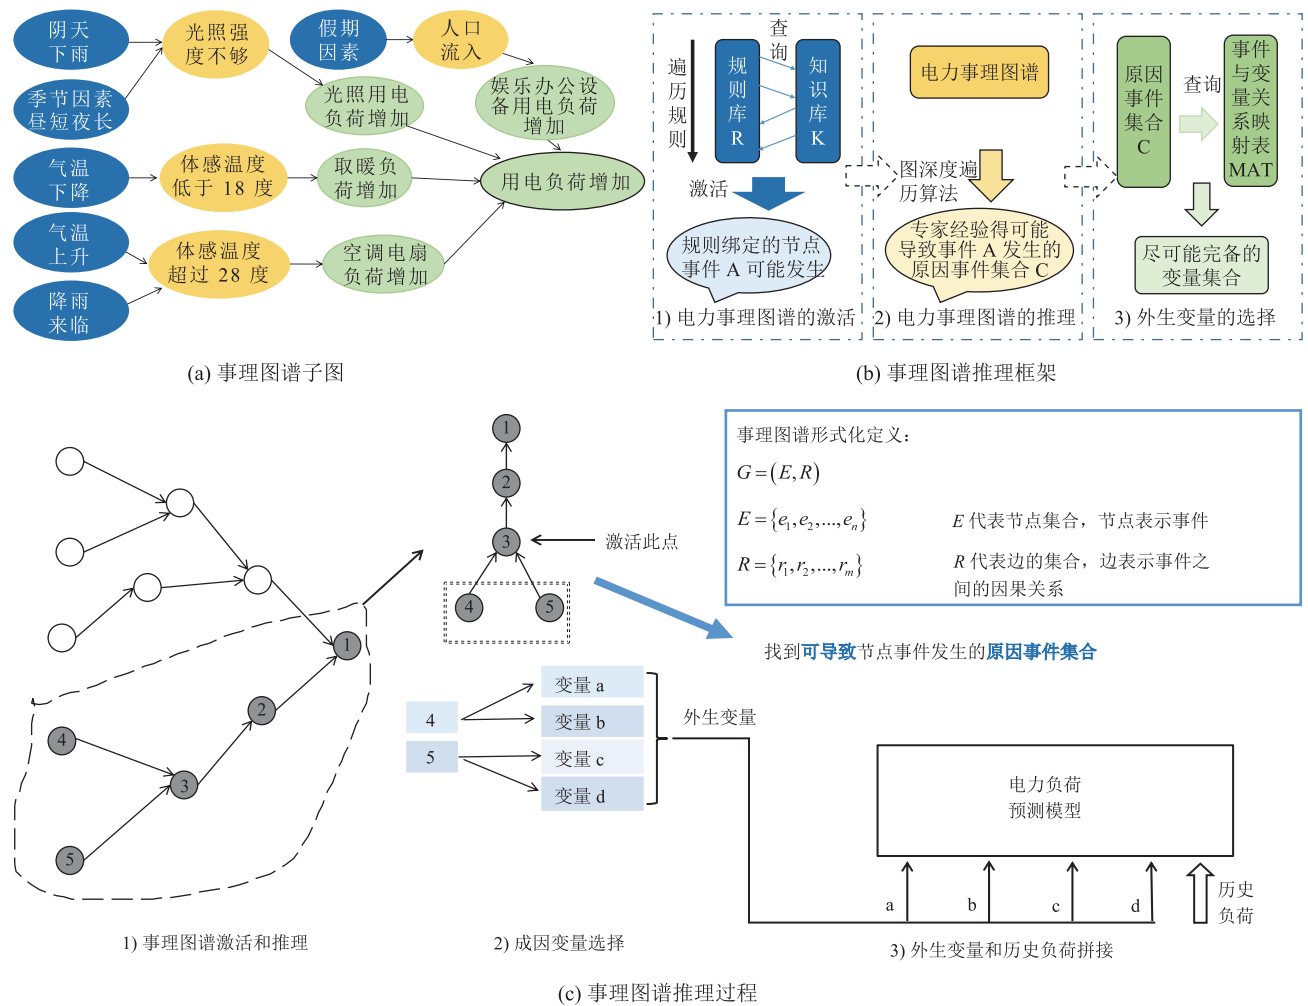 阴天
下雨
季节因素
昼短夜长
气温
下降
气温
上升
降雨
来临
光照强
度不够
体感温度
低于 18 度
体感温度
超过 28 度
假期
因素
人口
流入
光照用电
负荷增加
娱乐办公设
备用电负荷
增加
取暖负
荷增加
空调电扇
负荷增加
用电负荷增加
(a) 事理图谱子图
遍历规则
规则库R
查询
知识库K
激活
规则绑定的节点
事件 A 可能发生
1) 电力事理图谱的激活
电力事理图谱
图深度遍
历算法
专家经验得可能
导致事件 A 发生的
原因事件集合 C
2) 电力事理图谱的推理
原因
事件
集合
C
查询
事件
与变
量关
系映
射表
MAT
尽可能完备的
变量集合
3) 外生变量的选择
(b) 事理图谱推理框架
1
2
3
4
5
1) 事理图谱激活和推理
1
2
3
4
5
激活此点
4
5
变量 a
变量 b
变量 c
变量 d
外生变量
2) 成因变量选择
事理图谱形式化定义：
G=(E,R)
E={e₁,e₂,...,eₙ} E 代表节点集合，节点表示事件
R={r₁,r₂,...,rₘ} R 代表边的集合，边表示事件之
间的因果关系
找到可导致节点事件发生的原因事件集合
电力负荷
预测模型
a
b
c
d
历史
负荷
3) 外生变量和历史负荷拼接
(c) 事理图谱推理过程